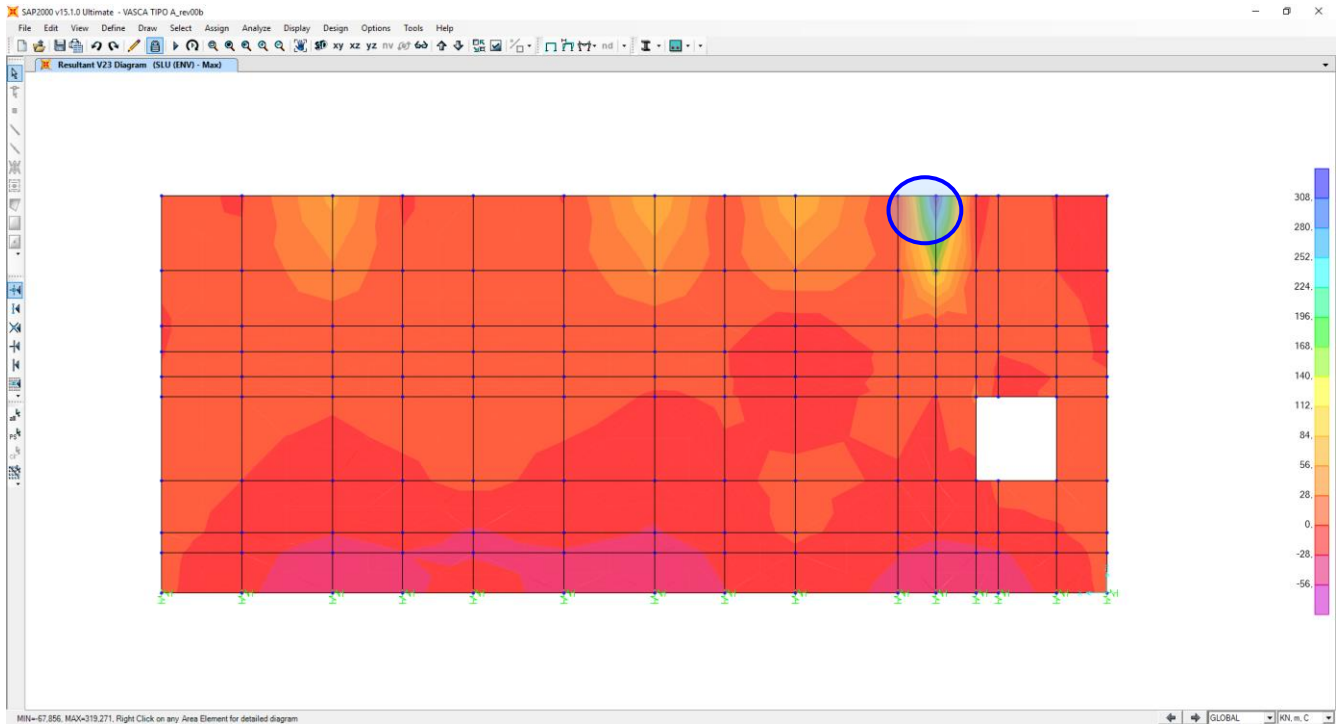 SAP2000 v15.1.0 Ultimate - VASCA TIPO A_rev00b
File Edit View Define Draw Select Assign Analyze Display Design Options Tools Help
xy xz yz nv nd
Resultant V23 Diagram (SLU (ENV) - Max)
308,
280,
252,
224,
196,
168,
140,
112,
84,
56,
28,
0,
-28,
-56,
MIN=-67,856, MAX=319,271, Right Click on any Area Element for detailed diagram
GLOBAL
KN, m, C